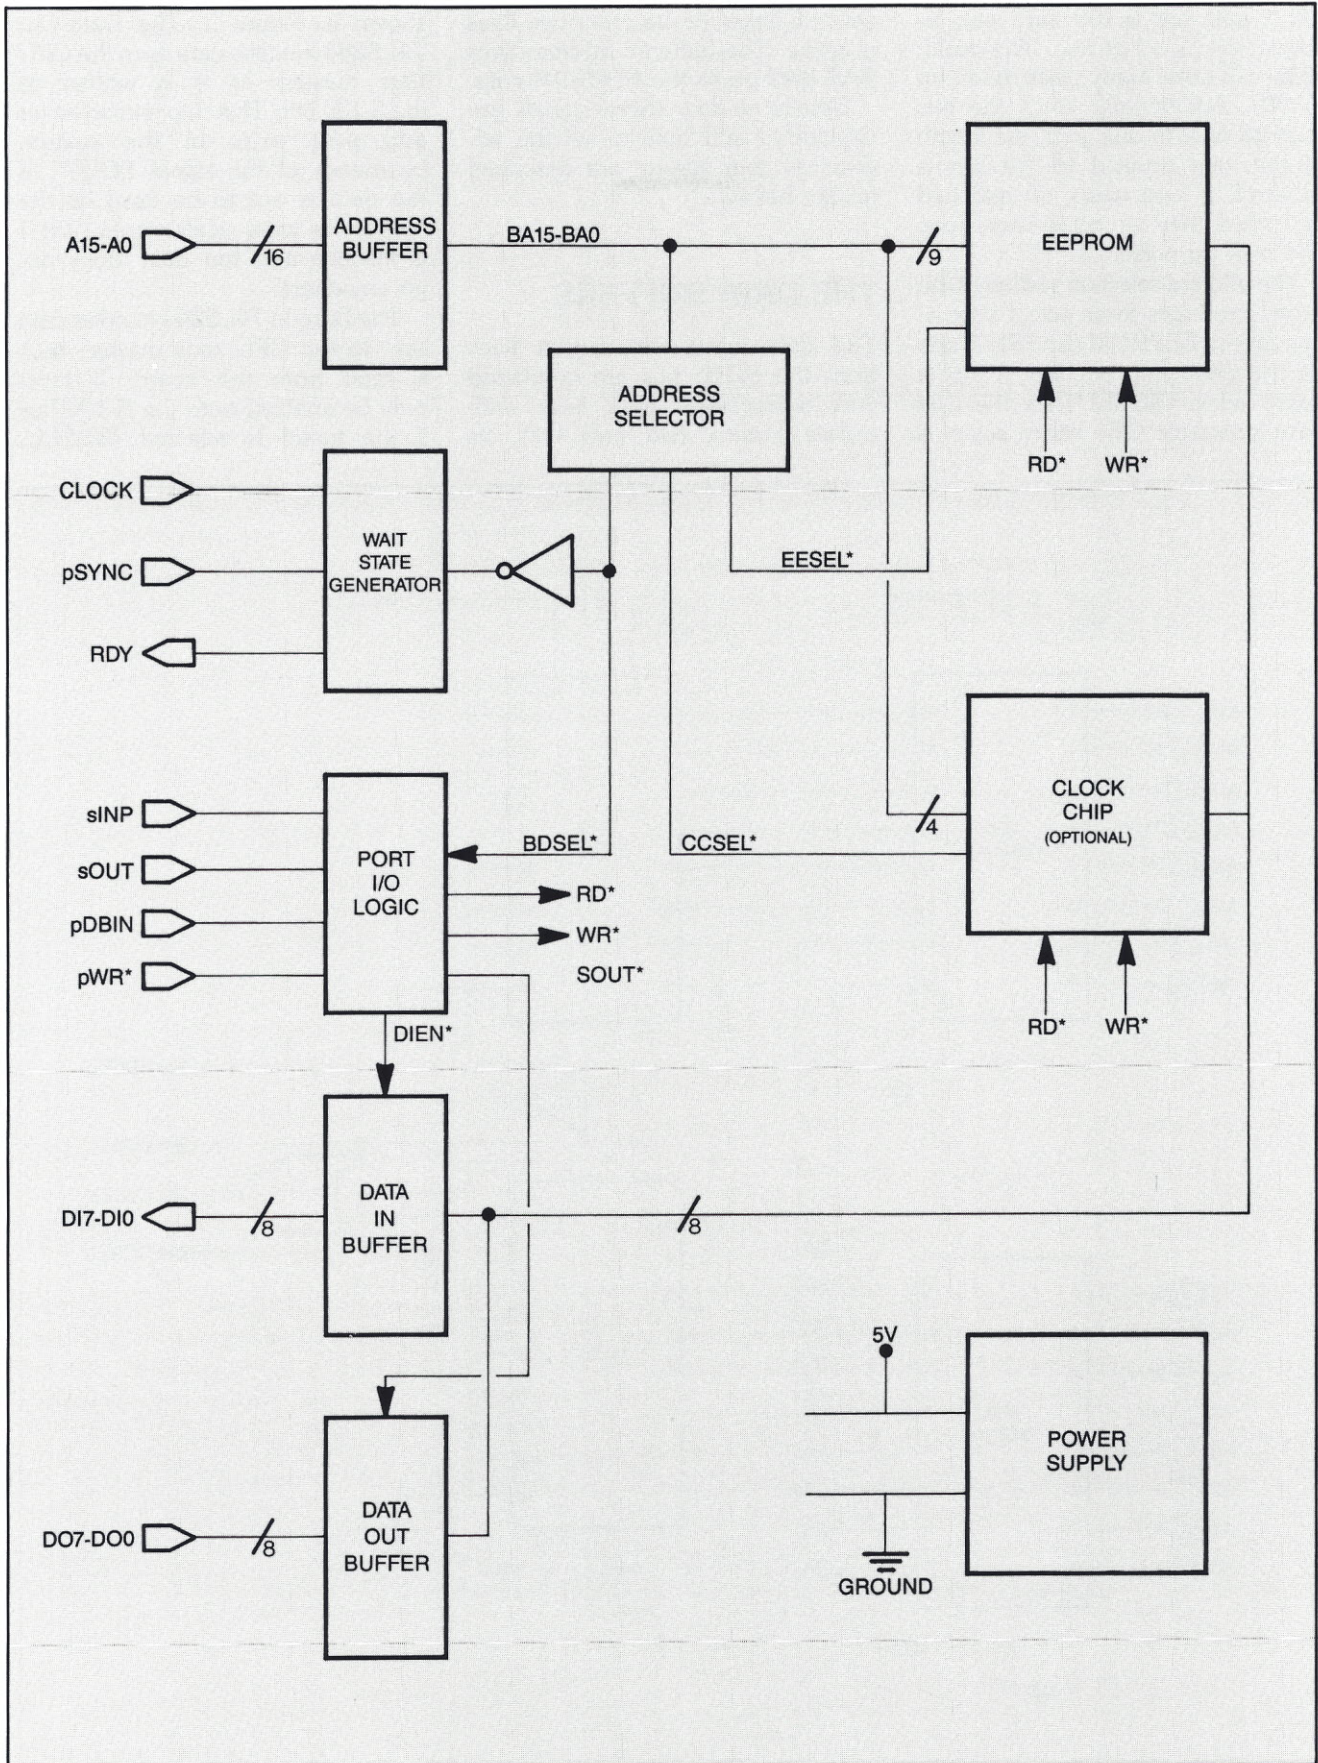 A15-A0
16
ADDRESS
BUFFER
BA15-BA0
9
EEPROM
ADDRESS
SELECTOR
RD*
WR*
CLOCK
pSYNC
RDY
WAIT
STATE
GENERATOR
EESEL*
CLOCK
CHIP
(OPTIONAL)
4
sINP
sOUT
pDBIN
pWR*
PORT
I/O
LOGIC
BDSEL*
CCSEL*
RD*
WR*
SOUT*
RD*
WR*
DIEN*
DI7-DI0
8
DATA
IN
BUFFER
8
5V
POWER
SUPPLY
GROUND
DO7-DO0
8
DATA
OUT
BUFFER